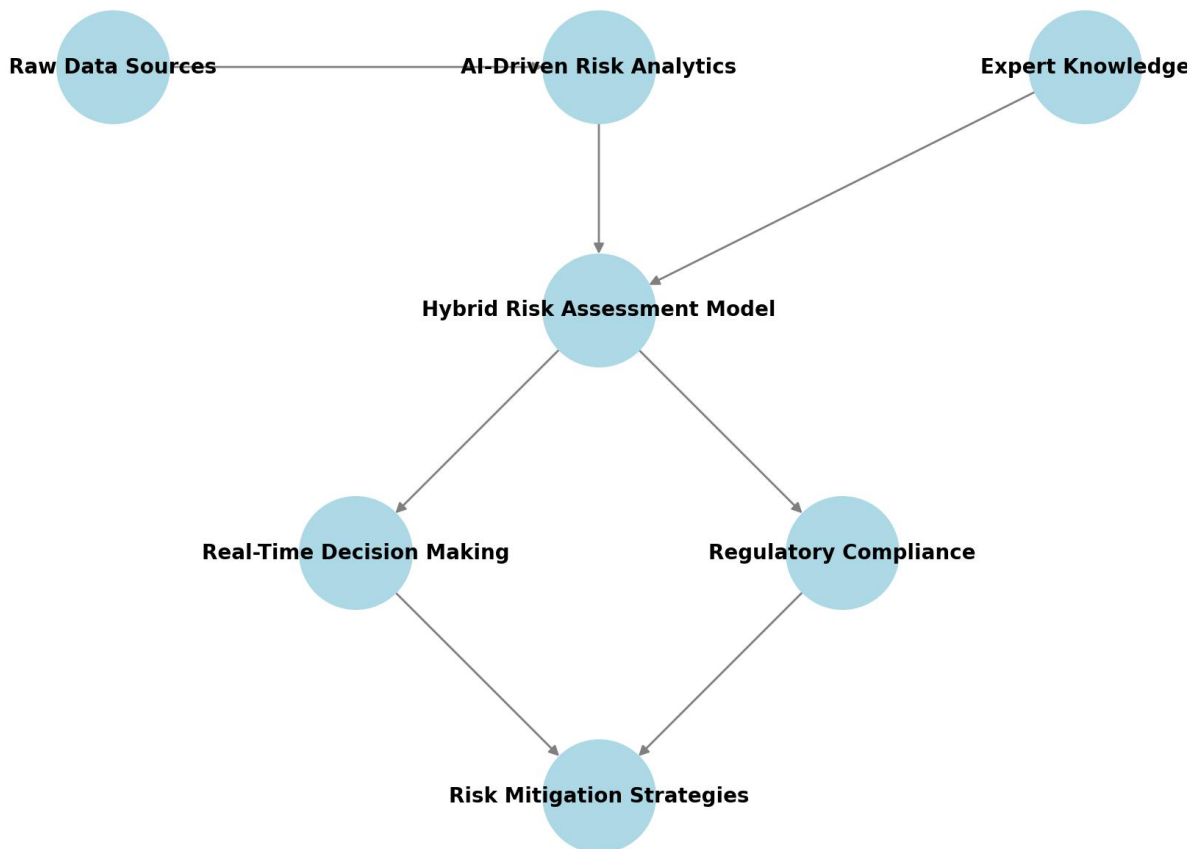 Raw Data Sources
AI-Driven Risk Analytics
Expert Knowledge
Hybrid Risk Assessment Model
Real-Time Decision Making
Regulatory Compliance
Risk Mitigation Strategies